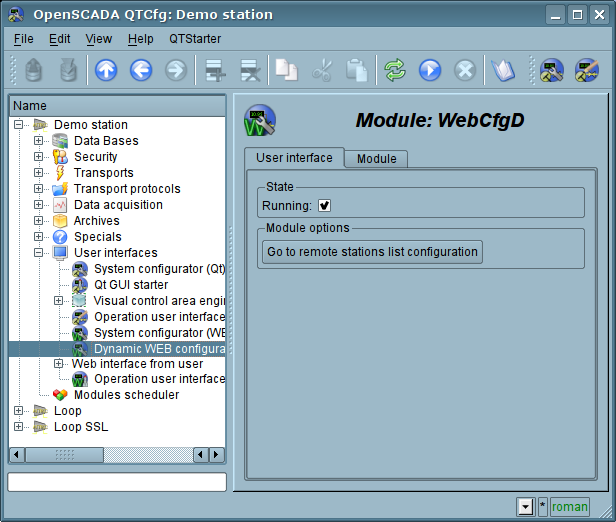 OpenSCADA QTCfg: Demo station
File Edit View Help QTStarter
Name
Demo station
Data Bases
Security
Transports
Transport protocols
Data acquisition
Archives
Specials
User interfaces
System configurator (Qt)
Qt GUI starter
Visual control area engi
Operation user interface
System configurator (WE
Dynamic WEB configura
Web interface from user
Operation user interface
Modules scheduler
Loop
Loop SSL
Module: WebCfgD
User interface Module
State
Running:
Module options
Go to remote stations list configuration
* roman